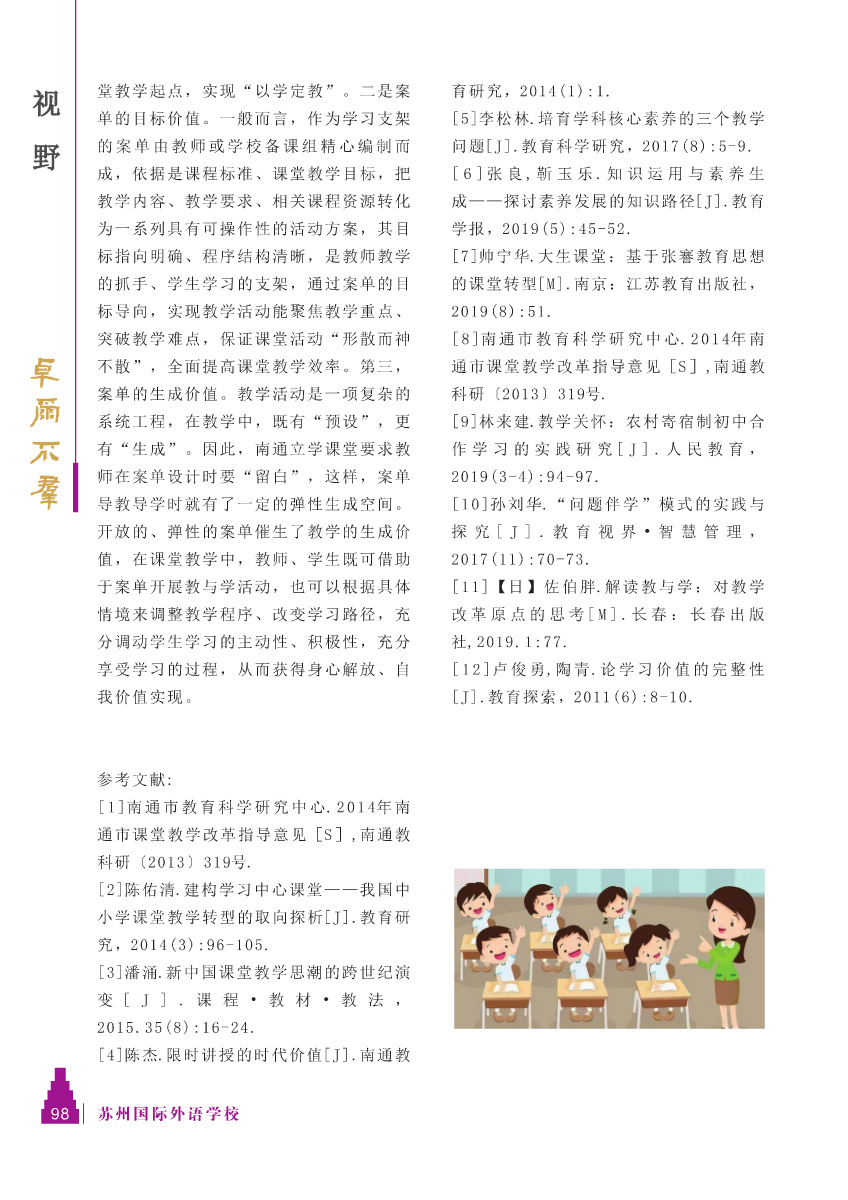 视
野
卓爾不羣
堂教学起点，实现“以学定教”。二是案
单的目标价值。一般而言，作为学习支架
的案单由教师或学校备课组精心编制而
成，依据是课程标准、课堂教学目标，把
教学内容、教学要求、相关课程资源转化
为一系列具有可操作性的活动方案，其目
标指向明确、程序结构清晰，是教师教学
的抓手、学生学习的支架，通过案单的目
标导向，实现教学活动能聚焦教学重点、
突破教学难点，保证课堂活动“形散而神
不散”，全面提高课堂教学效率。第三，
案单的生成价值。教学活动是一项复杂的
系统工程，在教学中，既有“预设”，更
有“生成”。因此，南通立学课堂要求教
师在案单设计时要“留白”，这样，案单
导教导学时就有了一定的弹性生成空间。
开放的、弹性的案单催生了教学的生成价
值，在课堂教学中，教师、学生既可借助
于案单开展教与学活动，也可以根据具体
情境来调整教学程序、改变学习路径，充
分调动学生学习的主动性、积极性，充分
享受学习的过程，从而获得身心解放、自
我价值实现。
参考文献:
[1]南通市教育科学研究中心.2014年南
通市课堂教学改革指导意见［S］,南通教
科研〔2013〕319号.
[2]陈佑清.建构学习中心课堂——我国中
小学课堂教学转型的取向探析[J].教育研
究，2014(3):96-105.
[3]潘涌.新中国课堂教学思潮的跨世纪演
变[J].课程·教材·教法，
2015.35(8):16-24.
[4]陈杰.限时讲授的时代价值[J].南通教
育研究，2014(1):1.
[5]李松林.培育学科核心素养的三个教学
问题[J].教育科学研究，2017(8):5-9.
[6]张良,靳玉乐.知识运用与素养生
成——探讨素养发展的知识路径[J].教育
学报，2019(5):45-52.
[7]帅宁华.大生课堂：基于张謇教育思想
的课堂转型[M].南京：江苏教育出版社，
2019(8):51.
[8]南通市教育科学研究中心.2014年南
通市课堂教学改革指导意见［S］,南通教
科研〔2013〕319号.
[9]林来建.教学关怀：农村寄宿制初中合
作学习的实践研究[J].人民教育，
2019(3-4):94-97.
[10]孙刘华.“问题伴学”模式的实践与
探究[J].教育视界·智慧管理，
2017(11):70-73.
[11]【日】佐伯胖.解读教与学：对教学
改革原点的思考[M].长春：长春出版
社,2019.1:77.
[12]卢俊勇,陶青.论学习价值的完整性
[J].教育探索，2011(6):8-10.
98
苏州国际外语学校